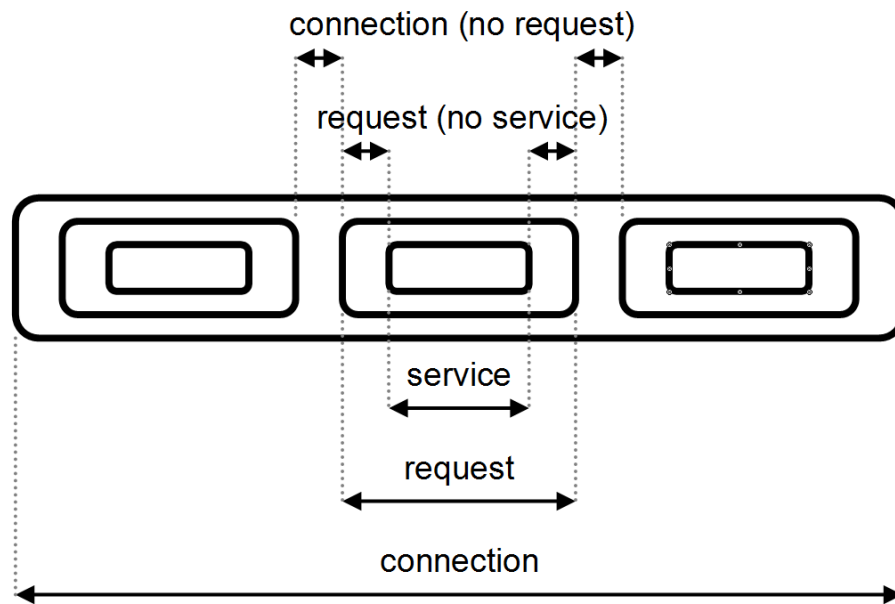 connection (no request)
request (no service)
service
request
connection